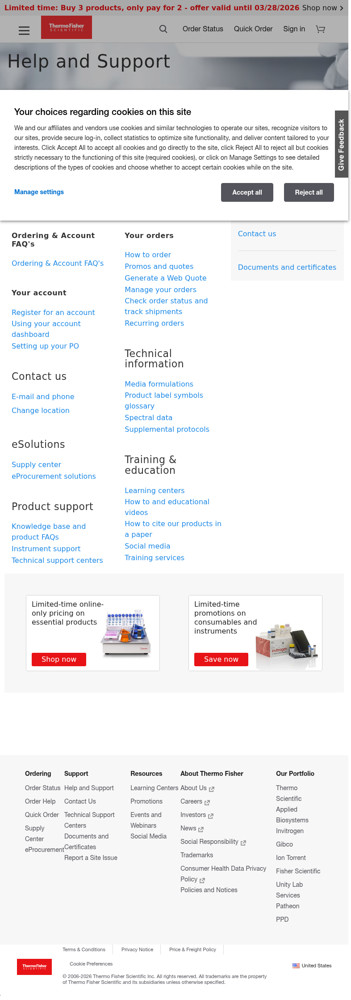 Limited time: Buy 3 products, only pay for 2 - offer valid until 03/28/2026 Shop now
ThermoFisher
SCIENTIFIC
Order Status
Quick Order
Sign in
Help and Support
Your choices regarding cookies on this site
We and our affiliates and vendors use cookies and similar technologies to operate our sites, recognize visitors to
our sites, provide secure log-in, collect statistics to optimize site functionality, and deliver content tailored to your
interests. Click Accept All to accept all cookies and go directly to the site, click Reject All to reject all but cookies
strictly necessary to the functioning of this site (required cookies), or click on Manage Settings to see detailed
descriptions of the types of cookies and choose whether to accept certain cookies while on the site.
Manage settings
Accept all
Reject all
Give Feedback
Ordering & Account
FAQ's
Ordering & Account FAQ's
Your account
Register for an account
Using your account
dashboard
Setting up your PO
Contact us
E-mail and phone
Change location
eSolutions
Supply center
eProcurement solutions
Product support
Knowledge base and
product FAQs
Instrument support
Technical support centers
Your orders
How to order
Promos and quotes
Generate a Web Quote
Manage your orders
Check order status and
track shipments
Recurring orders
Technical
information
Media formulations
Product label symbols
glossary
Spectral data
Supplemental protocols
Training &
education
Learning centers
How to and educational
videos
How to cite our products in
a paper
Social media
Training services
Contact us
Documents and certificates
Limited-time online-
only pricing on
essential products
Shop now
Limited-time
promotions on
consumables and
instruments
Save now
invitrogen
Ordering
Order Status
Order Help
Quick Order
Supply
Center
eProcurement
Support
Help and Support
Contact Us
Technical Support
Centers
Documents and
Certificates
Report a Site Issue
Resources
Learning Centers
Promotions
Events and
Webinars
Social Media
About Thermo Fisher
About Us
Careers
Investors
News
Social Responsibility
Trademarks
Consumer Health Data Privacy
Policy
Policies and Notices
Our Portfolio
Thermo
Scientific
Applied
Biosystems
Invitrogen
Gibco
Ion Torrent
Fisher Scientific
Unity Lab
Services
Patheon
PPD
ThermoFisher
SCIENTIFIC
Terms & Conditions
Privacy Notice
Price & Freight Policy
Cookie Preferences
© 2006-2026 Thermo Fisher Scientific Inc. All rights reserved. All trademarks are the property
of Thermo Fisher Scientific and its subsidiaries unless otherwise specified.
United States